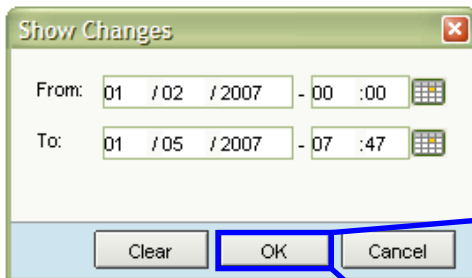 Show Changes
From: 01 / 02 / 2007 - 00 :00
To: 01 / 05 / 2007 - 07 :47
Clear OK Cancel